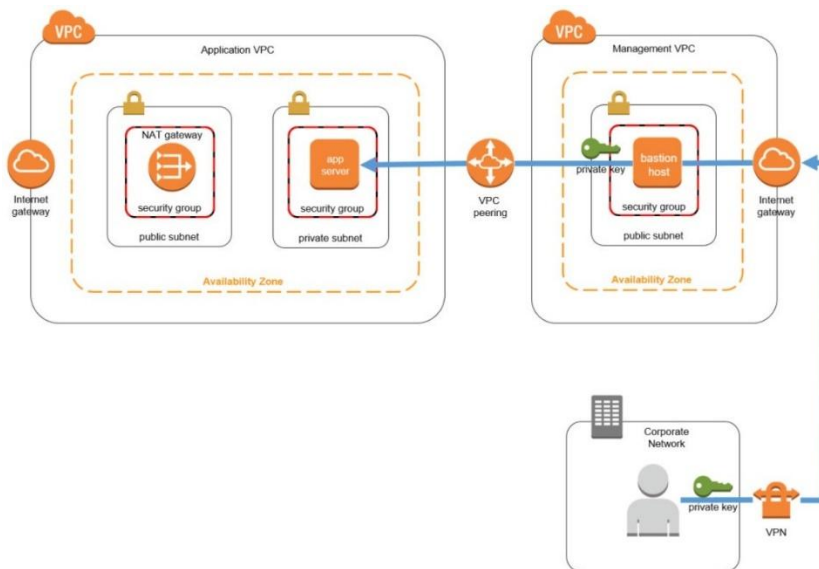 VPC
Application VPC
NAT gateway
security group
public subnet
app
server
security group
private subnet
Availability Zone
Internet
gateway
VPC
peering
VPC
Management VPC
private key
bastion
host
security group
public subnet
Availability Zone
Internet
gateway
Corporate
Network
private key
VPN